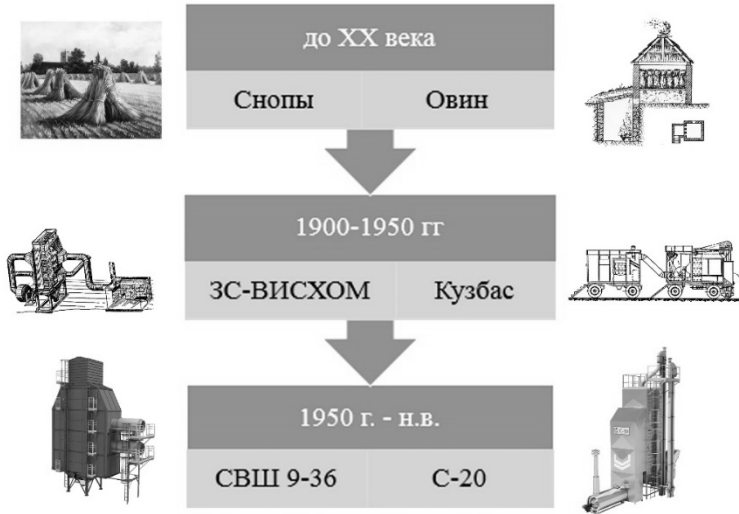 до XX века
Снопы Овин
1900-1950 гг
ЗС-ВИСХОМ Кузбас
1950 г. - н.в.
СВШ 9-36 С-20